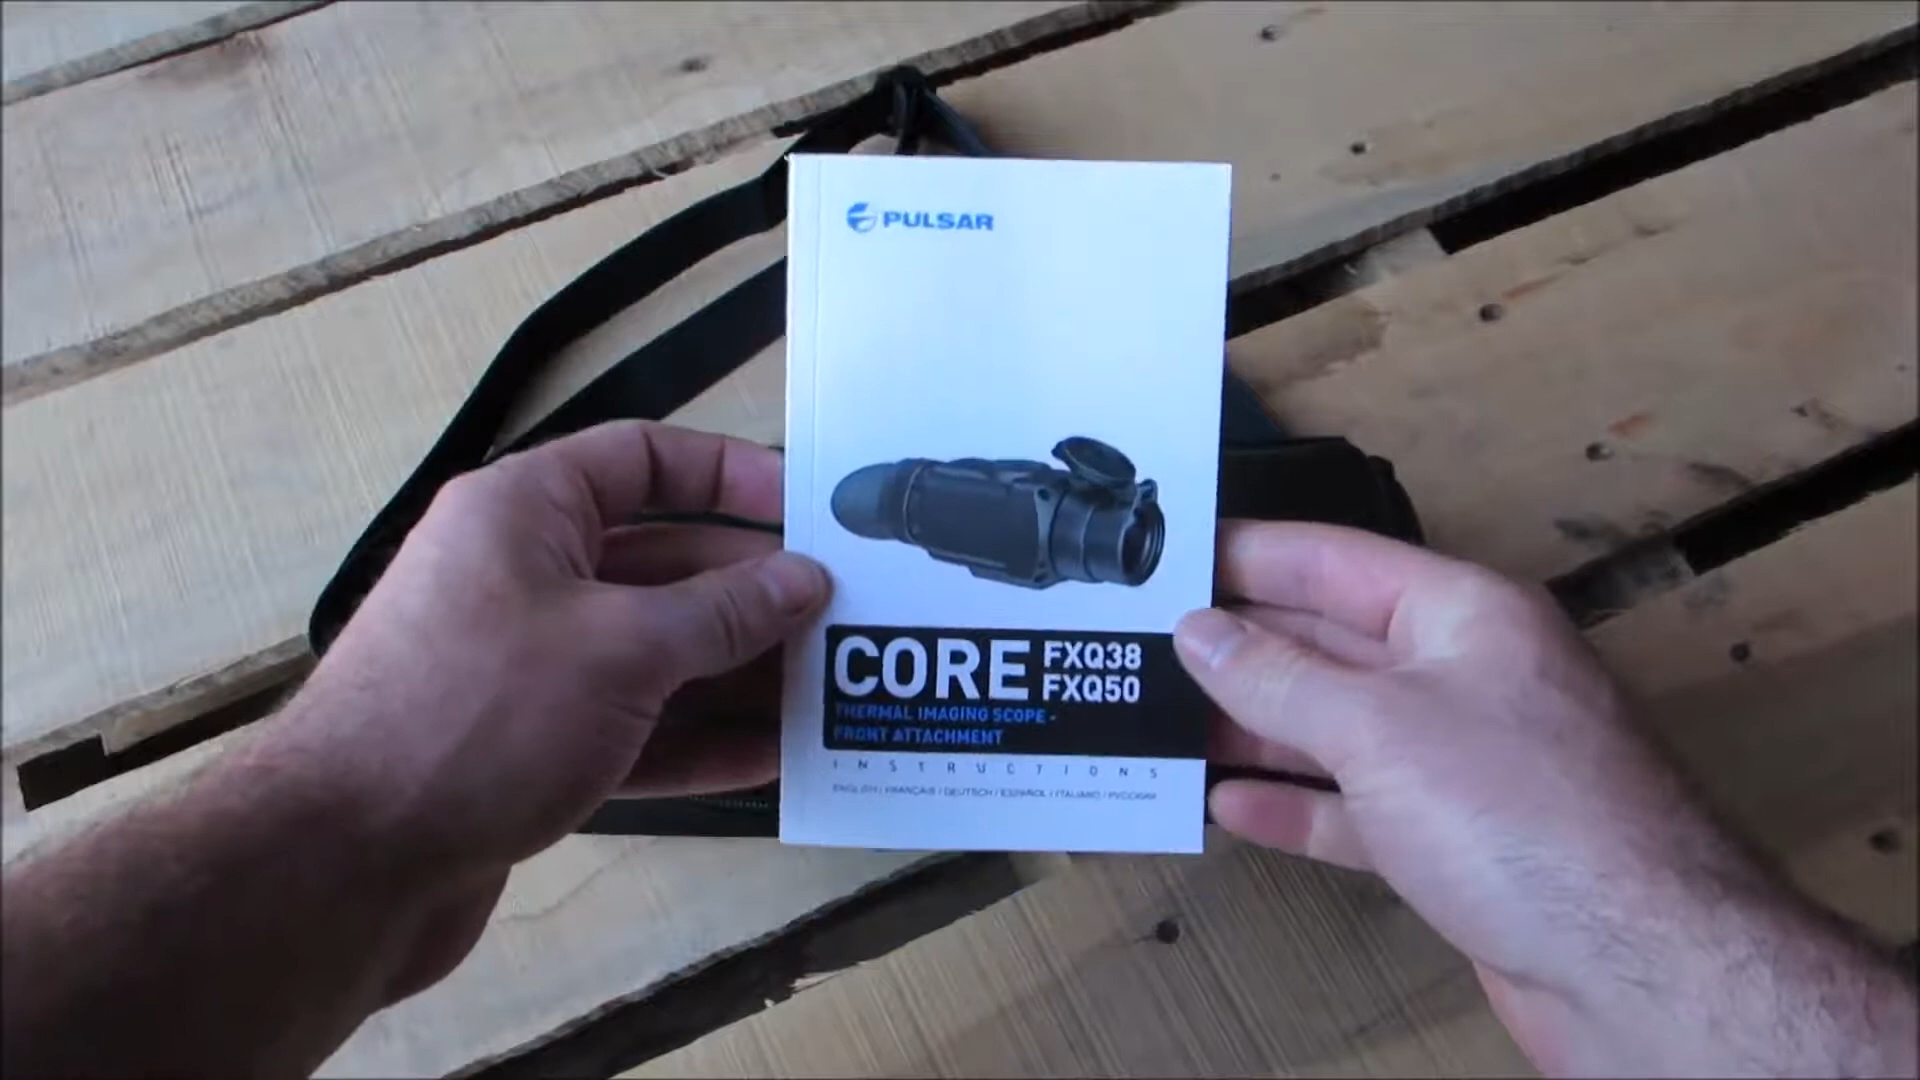 PULSAR
CORE FXQ38
FXQ50
THERMAL IMAGING SCOPE -
FRONT ATTACHMENT
INSTRUCTIONS
ENGLISH / FRANÇAIS / DEUTSCH / ESPAÑOL / ITALIANO / РУССКИЙ